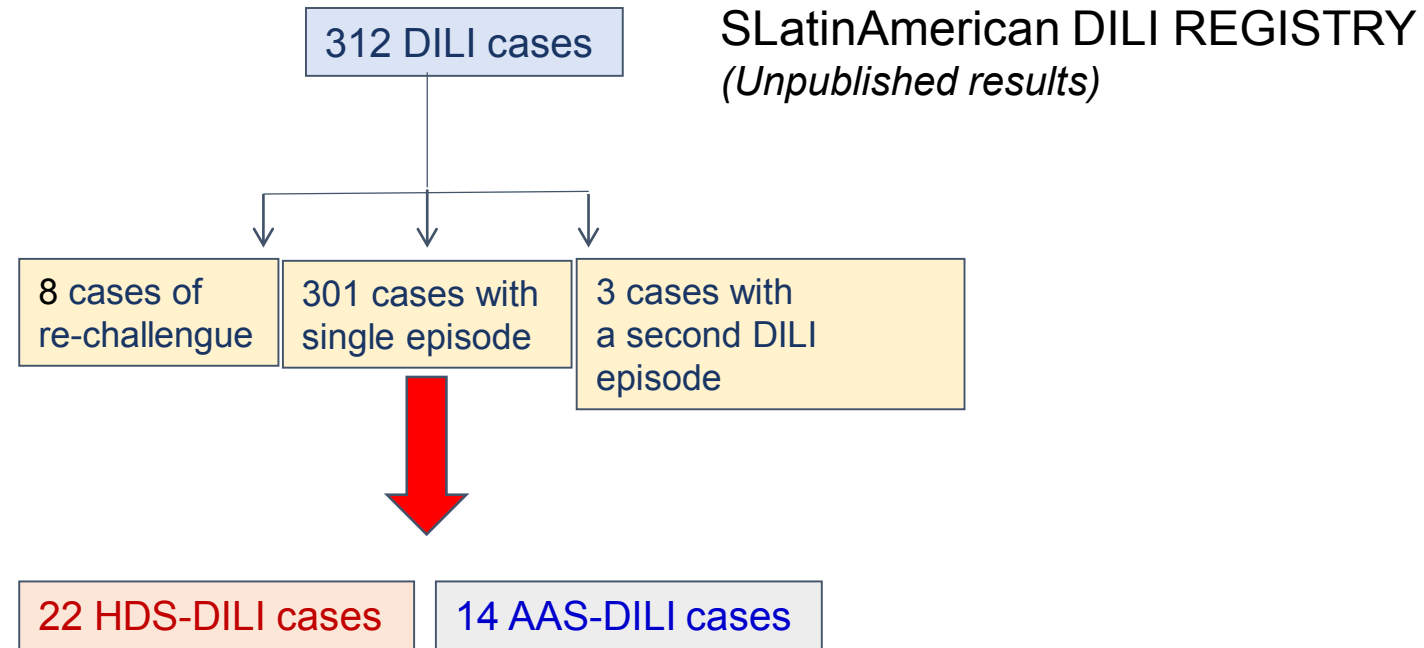 312 DILI cases
SLatinAmerican DILI REGISTRY
(Unpublished results)
8 cases of
re-challengue
301 cases with
single episode
3 cases with
a second DILI
episode
22 HDS-DILI cases
14 AAS-DILI cases